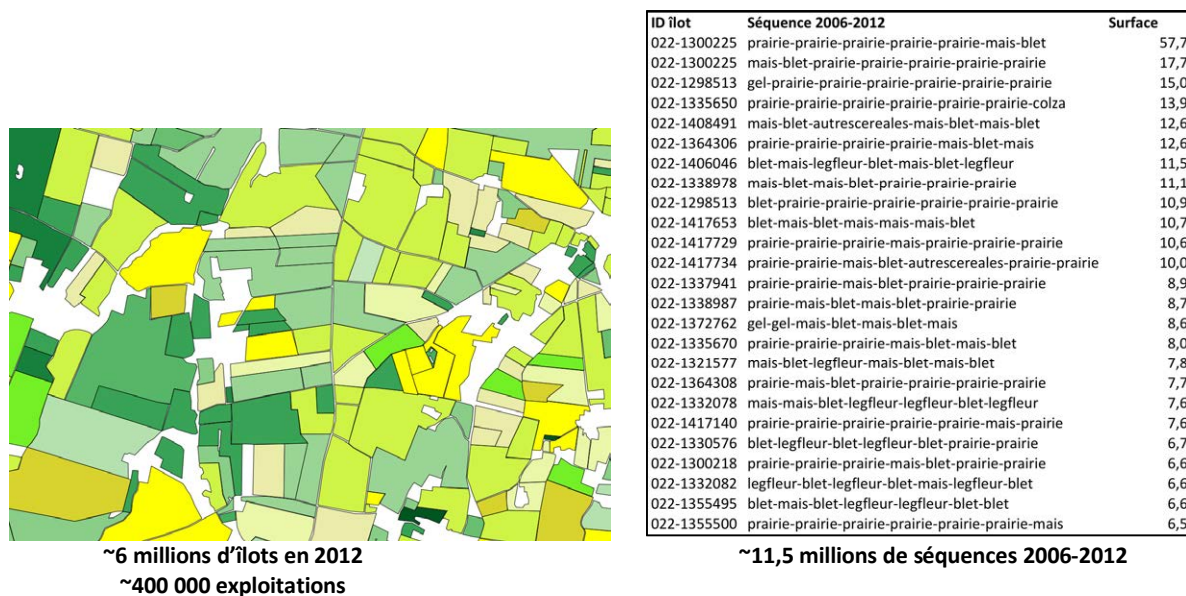 ID îlot Séquence 2006-2012 Surface
022-1300225 prairie-prairie-prairie-prairie-prairie-mais-blet 57,7
022-1300225 mais-blet-prairie-prairie-prairie-prairie-prairie 17,7
022-1298513 gel-prairie-prairie-prairie-prairie-prairie-prairie 15,0
022-1335650 prairie-prairie-prairie-prairie-prairie-prairie-colza 13,9
022-1408491 mais-blet-autrescereales-mais-blet-mais-blet 12,6
022-1364306 prairie-prairie-prairie-prairie-mais-blet-mais 12,6
022-1406046 blet-mais-legfleur-blet-mais-blet-legfleur 11,5
022-1338978 mais-blet-mais-blet-prairie-prairie-prairie 11,1
022-1298513 blet-prairie-prairie-prairie-prairie-prairie-prairie 10,9
022-1417653 blet-mais-blet-mais-mais-mais-blet 10,7
022-1417729 prairie-prairie-prairie-mais-prairie-prairie-prairie 10,6
022-1417734 prairie-prairie-mais-blet-autrescereales-prairie-prairie 10,0
022-1337941 prairie-prairie-mais-blet-prairie-prairie-prairie 8,9
022-1338987 prairie-mais-blet-mais-blet-prairie-prairie 8,7
022-1372762 gel-gel-mais-blet-mais-blet-mais 8,6
022-1335670 prairie-prairie-prairie-mais-blet-mais-blet 8,0
022-1321577 mais-blet-legfleur-mais-blet-mais-blet 7,8
022-1364308 prairie-mais-blet-prairie-prairie-prairie-prairie 7,7
022-1332078 mais-mais-blet-legfleur-legfleur-blet-legfleur 7,6
022-1417140 prairie-prairie-prairie-prairie-prairie-mais-prairie 7,6
022-1330576 blet-legfleur-blet-legfleur-blet-prairie-prairie 6,7
022-1300218 prairie-prairie-prairie-mais-blet-prairie-prairie 6,6
022-1332082 legfleur-blet-legfleur-blet-mais-legfleur-blet 6,6
022-1355495 blet-mais-blet-legfleur-legfleur-blet-blet 6,6
022-1355500 prairie-prairie-prairie-prairie-prairie-prairie-mais 6,5
~6 millions d'îlots en 2012
~400 000 exploitations
~11,5 millions de séquences 2006-2012